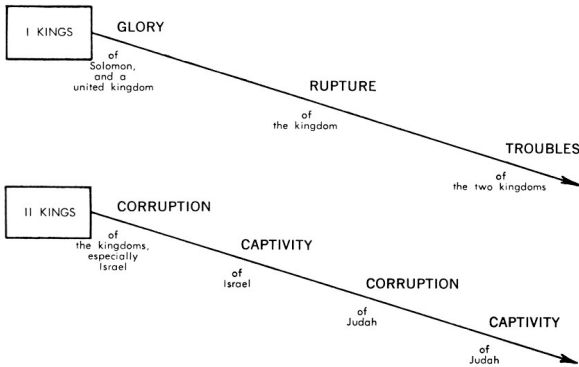 I KINGS
GLORY
of
Solomon,
and a
united kingdom
RUPTURE
of
the kingdom
TROUBLES
of
the two kingdoms
II KINGS
CORRUPTION
of
the kingdoms,
especially
Israel
CAPTIVITY
of
Israel
CORRUPTION
of
Judah
CAPTIVITY
of
Judah